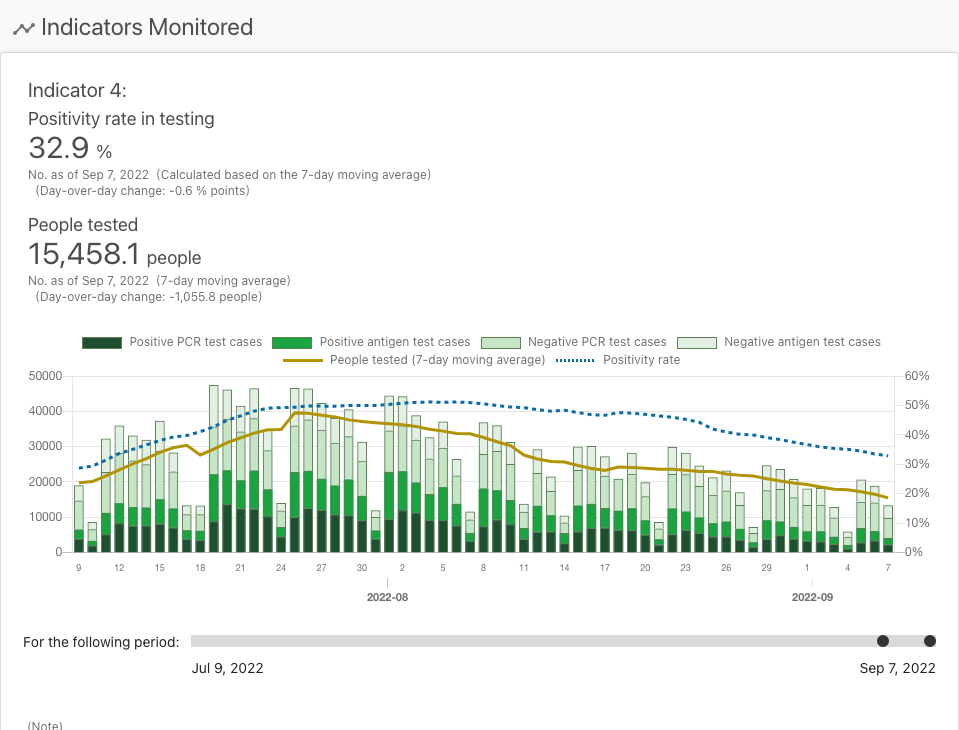 Indicators Monitored
Indicator 4:
Positivity rate in testing
32.9 %
No. as of Sep 7, 2022 (Calculated based on the 7-day moving average)
(Day-over-day change: -0.6 % points)
People tested
15,458.1 people
No. as of Sep 7, 2022 (7-day moving average)
(Day-over-day change: -1,055.8 people)
Positive PCR test cases Positive antigen test cases Negative PCR test cases Negative antigen test cases
People tested (7-day moving average) Positivity rate
50000 60%
40000 50%
30000 40%
20000 30%
10000 20%
0 10%
0%
9 12 15 18 21 24 27 30 2 5 8 11 14 17 20 23 26 29 1 4 7
2022-08 2022-09
For the following period:
Jul 9, 2022 Sep 7, 2022
(Note)